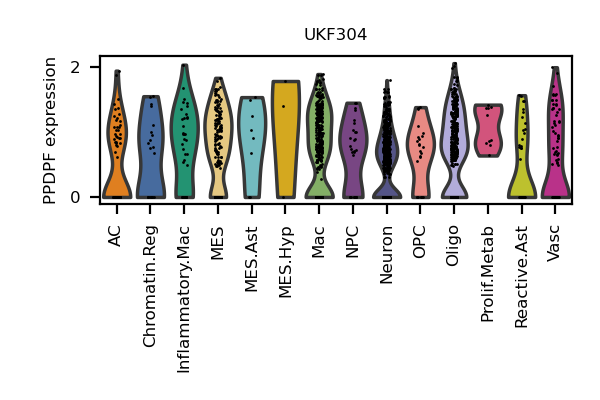 UKF304
PPDPF expression
2
0
AC
Chromatin.Reg
Inflammatory.Mac
MES
MES.Ast
MES.Hyp
Mac
NPC
Neuron
OPC
Oligo
Prolif.Metab
Reactive.Ast
Vasc